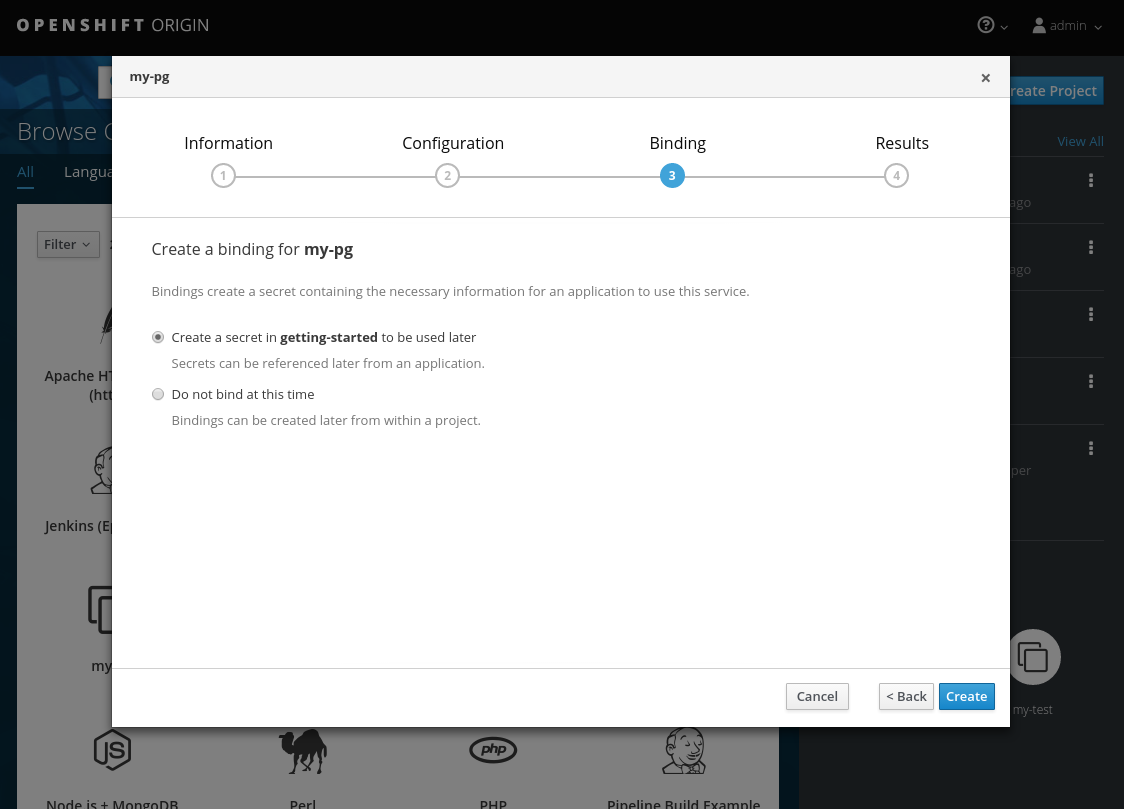 OPENSHIFT ORIGIN
admin
my-pg
×
Create Project
Browse C
View All
All
Langua
Information
Configuration
Binding
Results
1
2
3
4
ago
Filter
Create a binding for my-pg
ago
Bindings create a secret containing the necessary information for an application to use this service.
Create a secret in getting-started to be used later
Secrets can be referenced later from an application.
Apache HT
(htt
Do not bind at this time
Bindings can be created later from within a project.
per
Jenkins (Ep
my
Cancel
< Back
Create
my-test
JS
php
Node.js + MongoDB
Perl
PHP
Pipeline Build Example